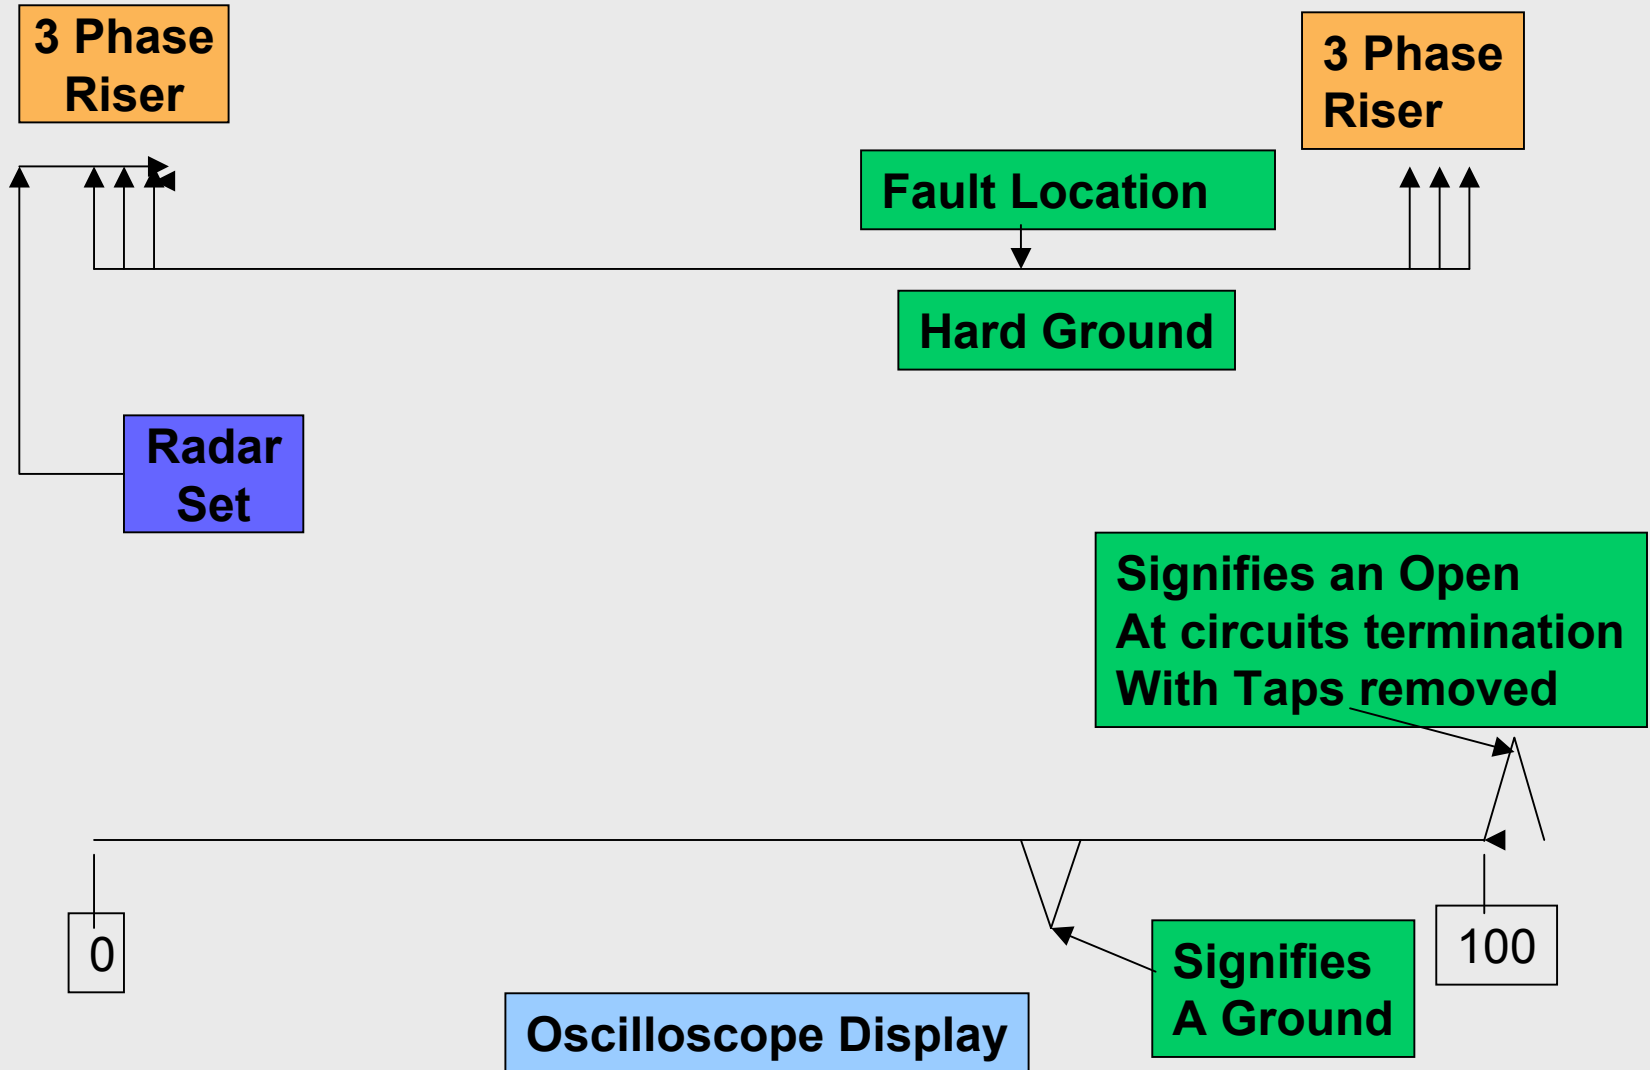 3 Phase
Riser
3 Phase
Riser
Fault Location
Hard Ground
Radar
Set
Signifies an Open
At circuits termination
With Taps removed
0
100
Signifies
A Ground
Oscilloscope Display